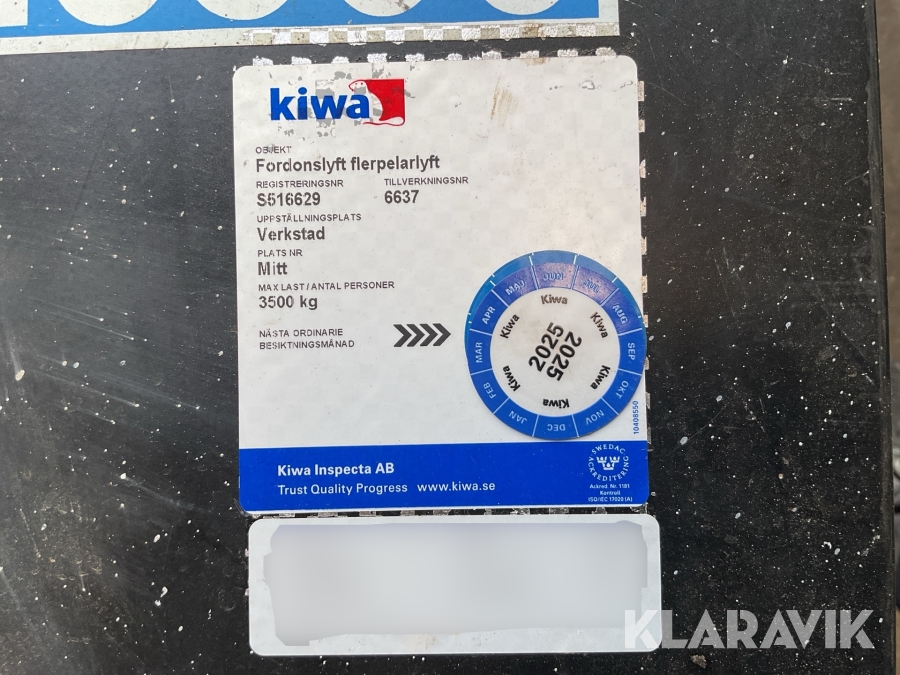 kiwa
OBJEKT
Fordonslyft flerpelarlyft
REGISTRERINGSNR TILLVERKNINGSNR
S516629 6637
UPPSTÄLLNINGSPLATS
Verkstad
PLATS NR
Mitt
MAX LAST / ANTAL PERSONER
3500 kg
NÄSTA ORDINARIE
BESIKTNINGSMÅNAD
JAN FEB MAR APR MAJ JUNI JUL AUG SEP OKT NOV DEC
Kiwa Kiwa Kiwa Kiwa Kiwa Kiwa
2025
2025
10408550
Kiwa Inspecta AB
Trust Quality Progress www.kiwa.se
SWEDAC
ACKREDITERING
Ackred. Nr. 1181
Kontroll
ISO/IEC 17020 (A)
KLARAVIK